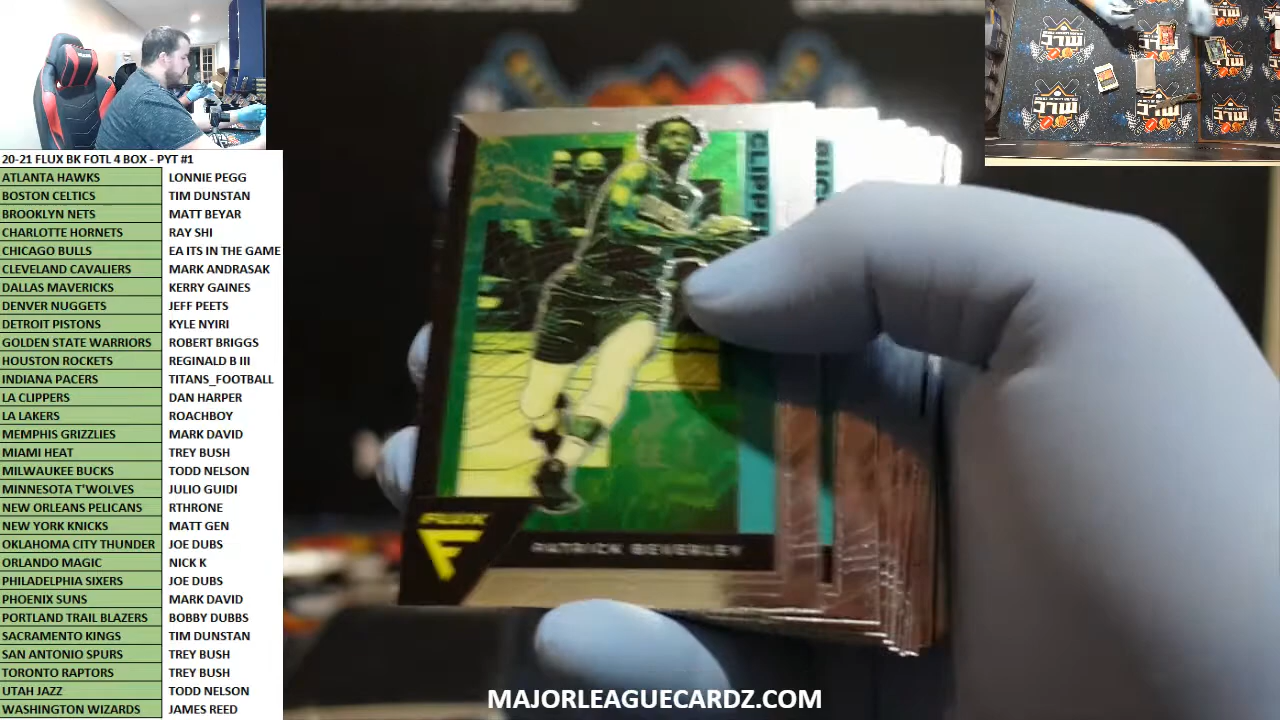 20-21 FLUX BK FOTL 4 BOX - PYT #1
ATLANTA HAWKS LONNIE PEGG
BOSTON CELTICS TIM DUNSTAN
BROOKLYN NETS MATT BEYAR
CHARLOTTE HORNETS RAY SHI
CHICAGO BULLS EA ITS IN THE GAME
CLEVELAND CAVALIERS MARK ANDRASAK
DALLAS MAVERICKS KERRY GAINES
DENVER NUGGETS JEFF PEETS
DETROIT PISTONS KYLE NYIRI
GOLDEN STATE WARRIORS ROBERT BRIGGS
HOUSTON ROCKETS REGINALD B III
INDIANA PACERS TITANS_FOOTBALL
LA CLIPPERS DAN HARPER
LA LAKERS ROACHBOY
MEMPHIS GRIZZLIES MARK DAVID
MIAMI HEAT TREY BUSH
MILWAUKEE BUCKS TODD NELSON
MINNESOTA T'WOLVES JULIO GUIDI
NEW ORLEANS PELICANS RTHRONE
NEW YORK KNICKS MATT GEN
OKLAHOMA CITY THUNDER JOE DUBS
ORLANDO MAGIC NICK K
PHILADELPHIA SIXERS JOE DUBS
PHOENIX SUNS MARK DAVID
PORTLAND TRAIL BLAZERS BOBBY DUBBS
SACRAMENTO KINGS TIM DUNSTAN
SAN ANTONIO SPURS TREY BUSH
TORONTO RAPTORS TREY BUSH
UTAH JAZZ TODD NELSON
WASHINGTON WIZARDS JAMES REED
CLIPPE
FLUX
F
PATRICK BEVERLEY
MAJORLEAGUECARDZ.COM